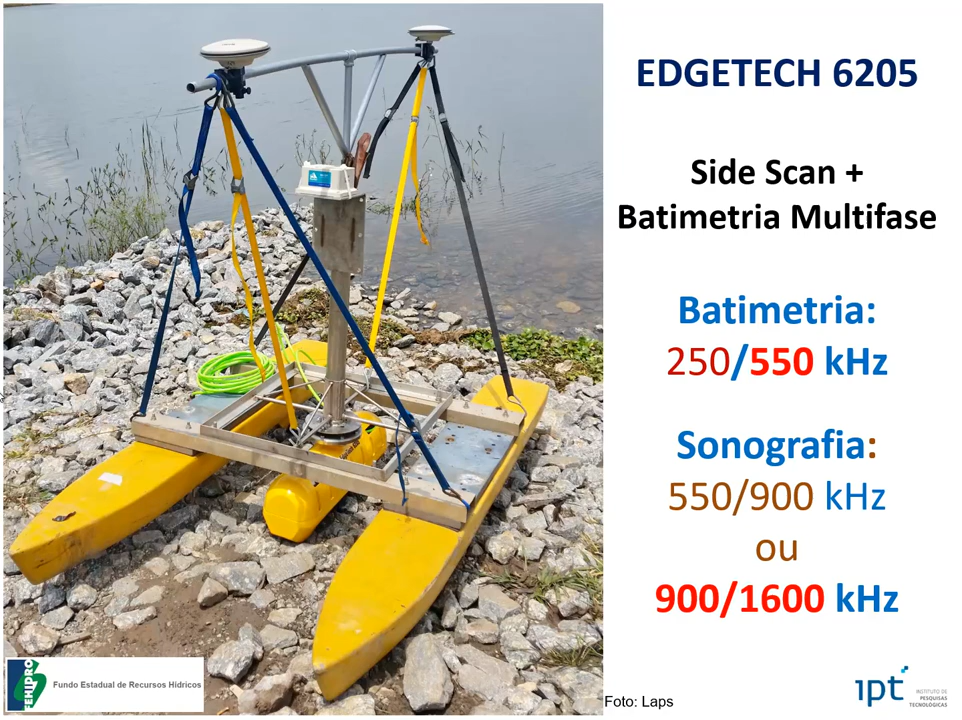 EDGETECH 6205
Side Scan +
Batimetria Multifase
Batimetria:
250/550 kHz
Sonografia:
550/900 kHz
ou
900/1600 kHz
FEHIDRO
Fundo Estadual de Recursos Hídricos
Foto: Laps
ipt
INSTITUTO DE
PESQUISAS
TECNOLÓGICAS